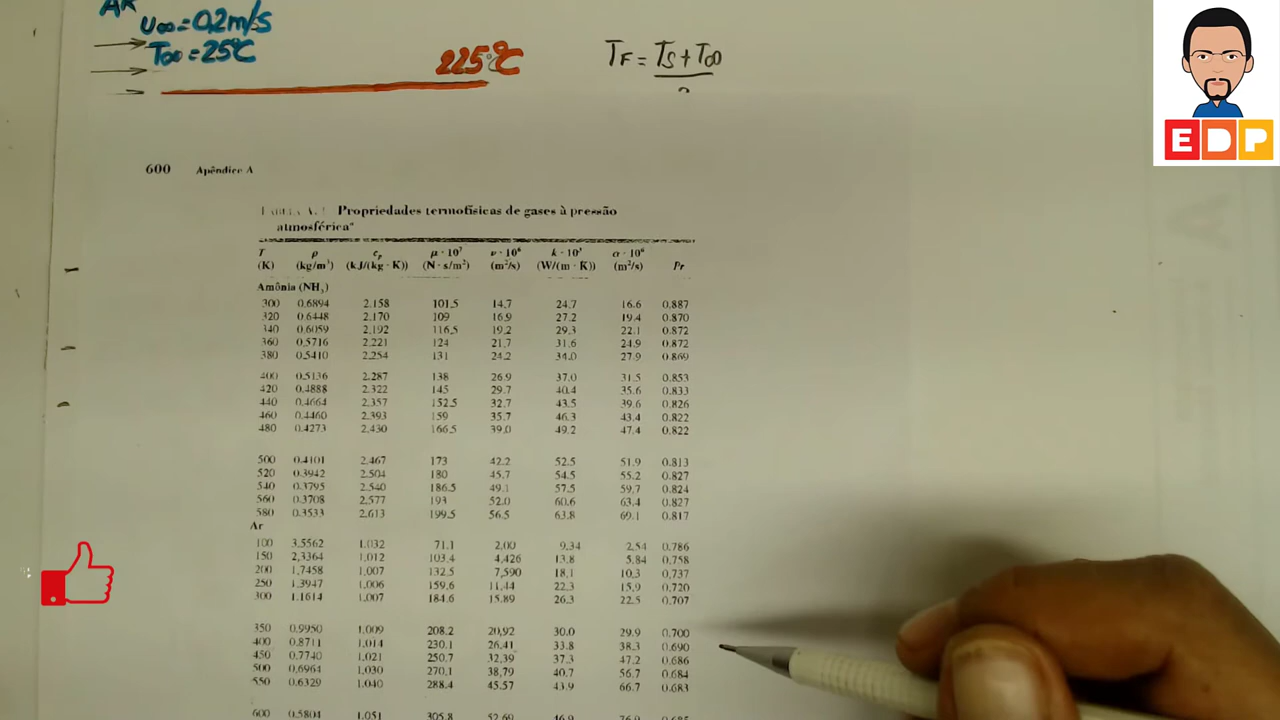 AR
U∞ = 0,2 m/s
T∞ = 25°C
225°C
TF = Ts + T∞
EDP
600 Apêndice A
Propriedades termofísicas de gases à pressão
atmosférica
T ρ cp μ · 10⁷ ν · 10⁶ k · 10³ α · 10⁶
(K) (kg/m³) (kJ/(kg · K)) (N · s/m²) (m²/s) (W/(m · K)) (m²/s) Pr
Amônia (NH₃)
300 0.6894 2.158 101.5 14.7 24.7 16.6 0.887
320 0.6448 2.170 109 16.9 27.2 19.4 0.870
340 0.6059 2.192 116.5 19.2 29.3 22.1 0.872
360 0.5716 2.221 124 21.7 31.6 24.9 0.872
380 0.5410 2.254 131 24.2 34.0 27.9 0.869
400 0.5136 2.287 138 26.9 37.0 31.5 0.853
420 0.4888 2.322 145 29.7 40.4 35.6 0.833
440 0.4664 2.357 152.5 32.7 43.5 39.6 0.826
460 0.4460 2.393 159 35.7 46.3 43.4 0.822
480 0.4273 2.430 166.5 39.0 49.2 47.4 0.822
500 0.4101 2.467 173 42.2 52.5 51.9 0.813
520 0.3942 2.504 180 45.7 54.5 55.2 0.827
540 0.3795 2.540 186.5 49.1 57.5 59.7 0.824
560 0.3708 2.577 193 52.0 60.6 63.4 0.827
580 0.3533 2.613 199.5 56.5 63.8 69.1 0.817
Ar
100 3,5562 1.032 71.1 2,00 9,34 2,54 0.786
150 2,3364 1.012 103.4 4,426 13.8 5,84 0.758
200 1,7458 1.007 132.5 7,590 18,1 10,3 0.737
250 1.3947 1.006 159.6 11,44 22.3 15,9 0.720
300 1.1614 1.007 184.6 15.89 26.3 22.5 0.707
350 0,9950 1.009 208.2 20,92 30.0 29.9 0.700
400 0,8711 1.014 230.1 26,41 33.8 38.3 0.690
450 0,7740 1.021 250.7 32,39 37.3 47.2 0.686
500 0,6964 1.030 270,1 38,79 40.7 56.7 0.684
550 0.6329 1.040 288.4 45.57 43.9 66.7 0.683
600 0.5804 1.051 305.8 52.69 46.9